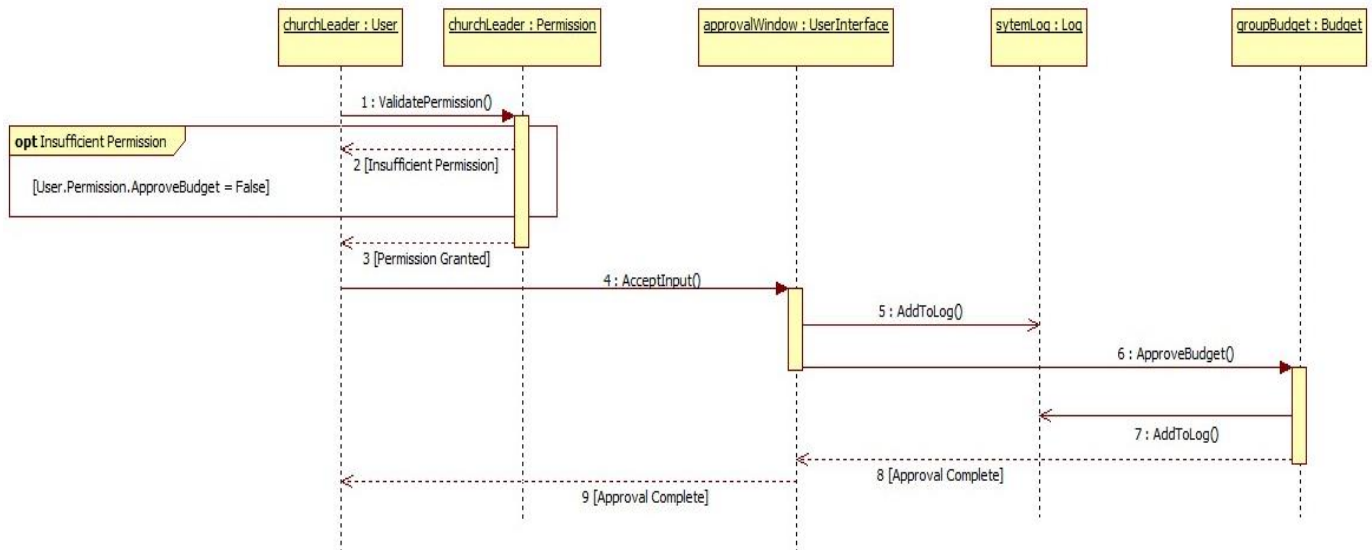 churchLeader : User
churchLeader : Permission
approvalWindow : UserInterface
sytemLog : Log
groupBudget : Budget
1 : ValidatePermission()
opt Insufficient Permission
2 [Insufficient Permission]
[User.Permission.ApproveBudget = False]
3 [Permission Granted]
4 : AcceptInput()
5 : AddToLog()
6 : ApproveBudget()
7 : AddToLog()
8 [Approval Complete]
9 [Approval Complete]